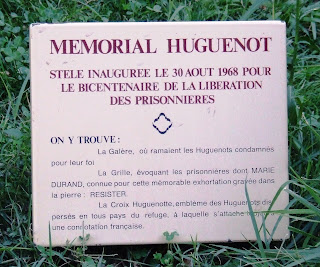 MEMORIAL HUGUENOT
STELE INAUGUREE LE 30 AOUT 1968 POUR
LE BICENTENAIRE DE LA LIBERATION
DES PRISONNIERES
ON Y TROUVE :
La Galère, où ramaient les Huguenots condamnés
pour leur foi
La Grille, évoquant les prisonnières dont MARIE
DURAND, connue pour cette mémorable exhortation gravée dans
la pierre : RESISTER.
La Croix Huguenotte, emblème des Huguenots dis
persés en tous pays du refuge, à laquelle s'attache
une connotation française.